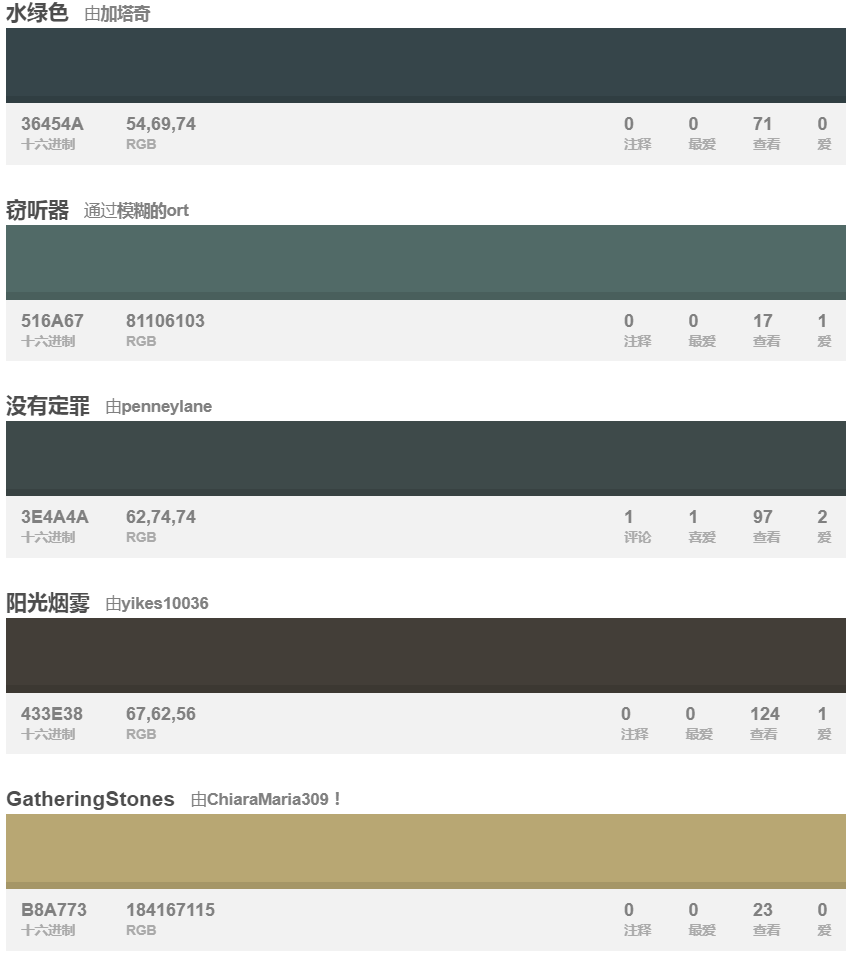 水绿色 由加塔奇
36454A 54,69,74 0 0 71 0
十六进制 RGB 注释 最爱 查看 爱
窃听器 通过模糊的ort
516A67 81106103 0 0 17 1
十六进制 RGB 注释 最爱 查看 爱
没有定罪 由penneylane
3E4A4A 62,74,74 1 1 97 2
十六进制 RGB 评论 喜爱 查看 爱
阳光烟雾 由yikes10036
433E38 67,62,56 0 0 124 1
十六进制 RGB 注释 最爱 查看 爱
GatheringStones 由ChiaraMaria309！
B8A773 184167115 0 0 23 0
十六进制 RGB 注释 最爱 查看 爱